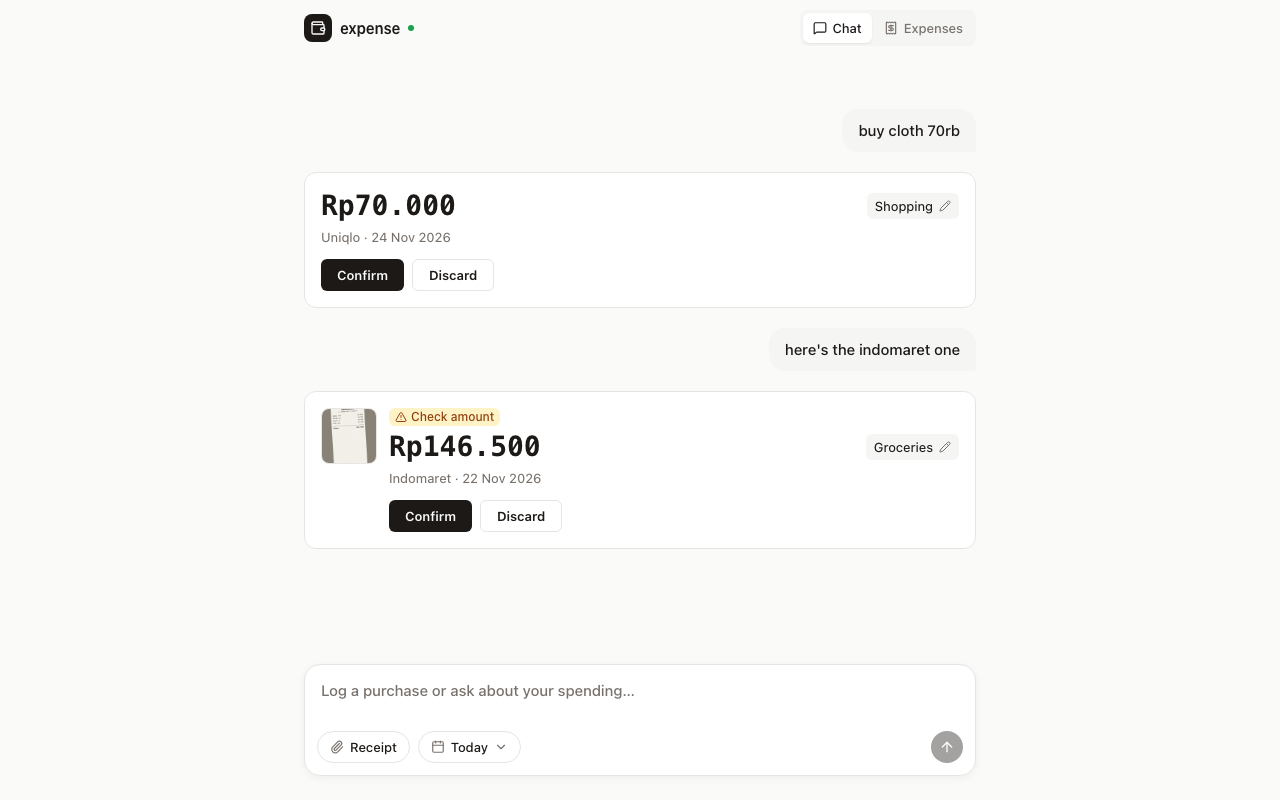 expense
Chat
Expenses
buy cloth 70rb
Rp70.000
Shopping
Uniqlo · 24 Nov 2026
Confirm
Discard
here's the indomaret one
Check amount
Rp146.500
Groceries
Indomaret · 22 Nov 2026
Confirm
Discard
Log a purchase or ask about your spending...
Receipt
Today